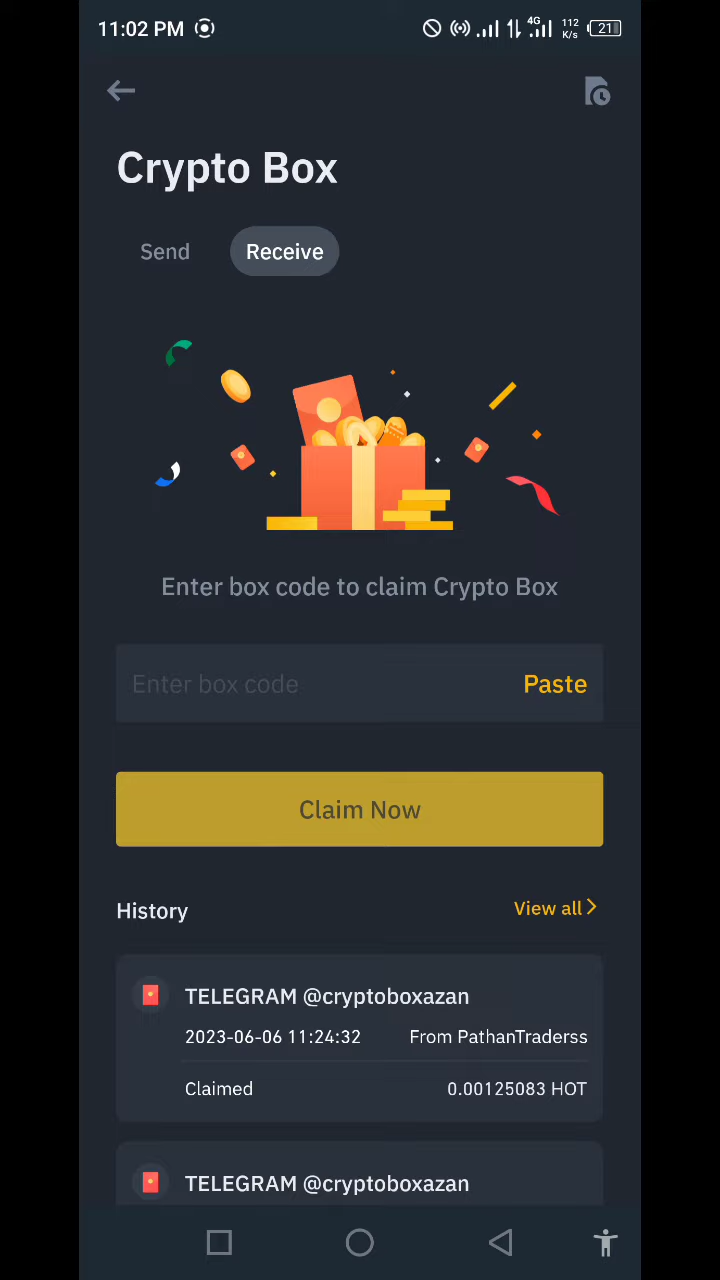 11:02 PM
4G 112 K/s 21
Crypto Box
Send Receive
Enter box code to claim Crypto Box
Enter box code Paste
Claim Now
History View all
TELEGRAM @cryptoboxazan
2023-06-06 11:24:32 From PathanTraderss
Claimed 0.00125083 HOT
TELEGRAM @cryptoboxazan